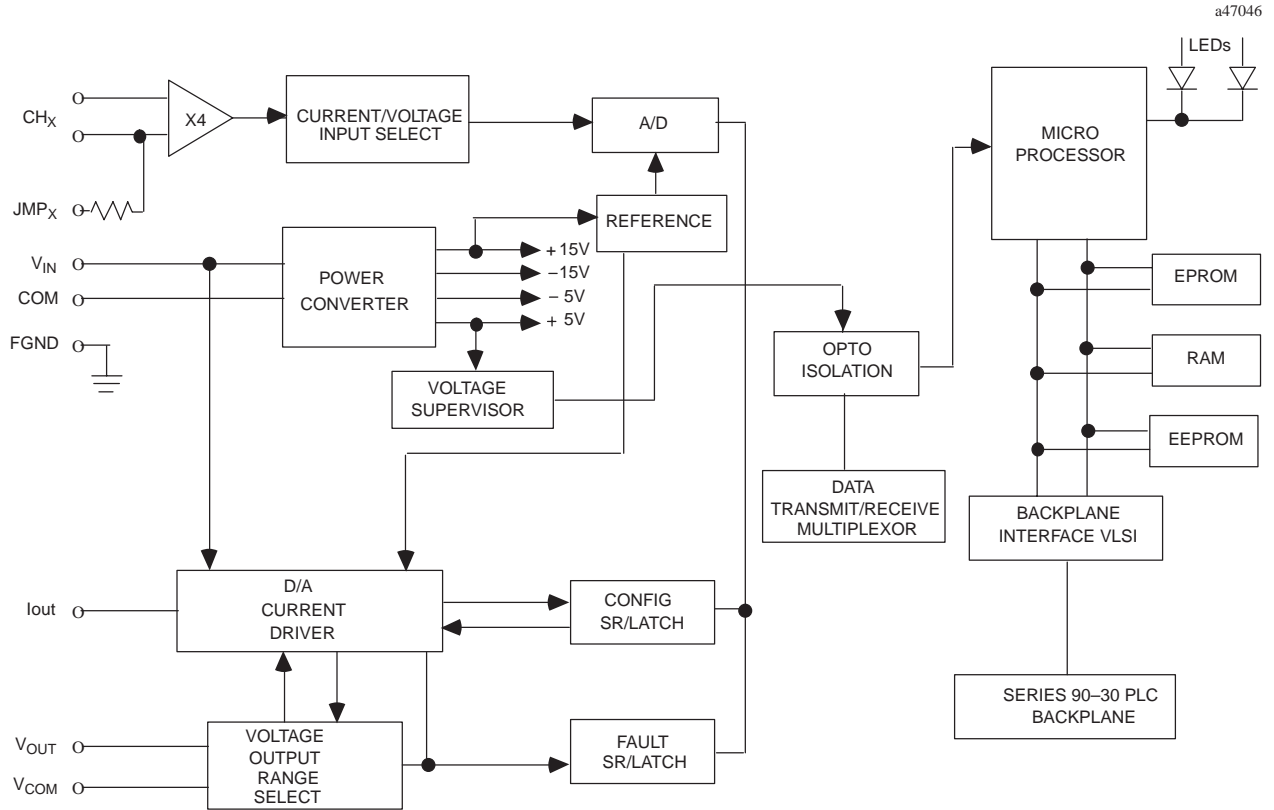 a47046
LEDs
CHX
X4
CURRENT/VOLTAGE
INPUT SELECT
A/D
MICRO
PROCESSOR
JMPX
REFERENCE
VIN
COM
FGND
POWER
CONVERTER
+15V
–15V
– 5V
+ 5V
EPROM
OPTO
ISOLATION
RAM
VOLTAGE
SUPERVISOR
EEPROM
DATA
TRANSMIT/RECEIVE
MULTIPLEXOR
BACKPLANE
INTERFACE VLSI
Iout
D/A
CURRENT
DRIVER
CONFIG
SR/LATCH
SERIES 90–30 PLC
BACKPLANE
VOUT
VCOM
VOLTAGE
OUTPUT
RANGE
SELECT
FAULT
SR/LATCH